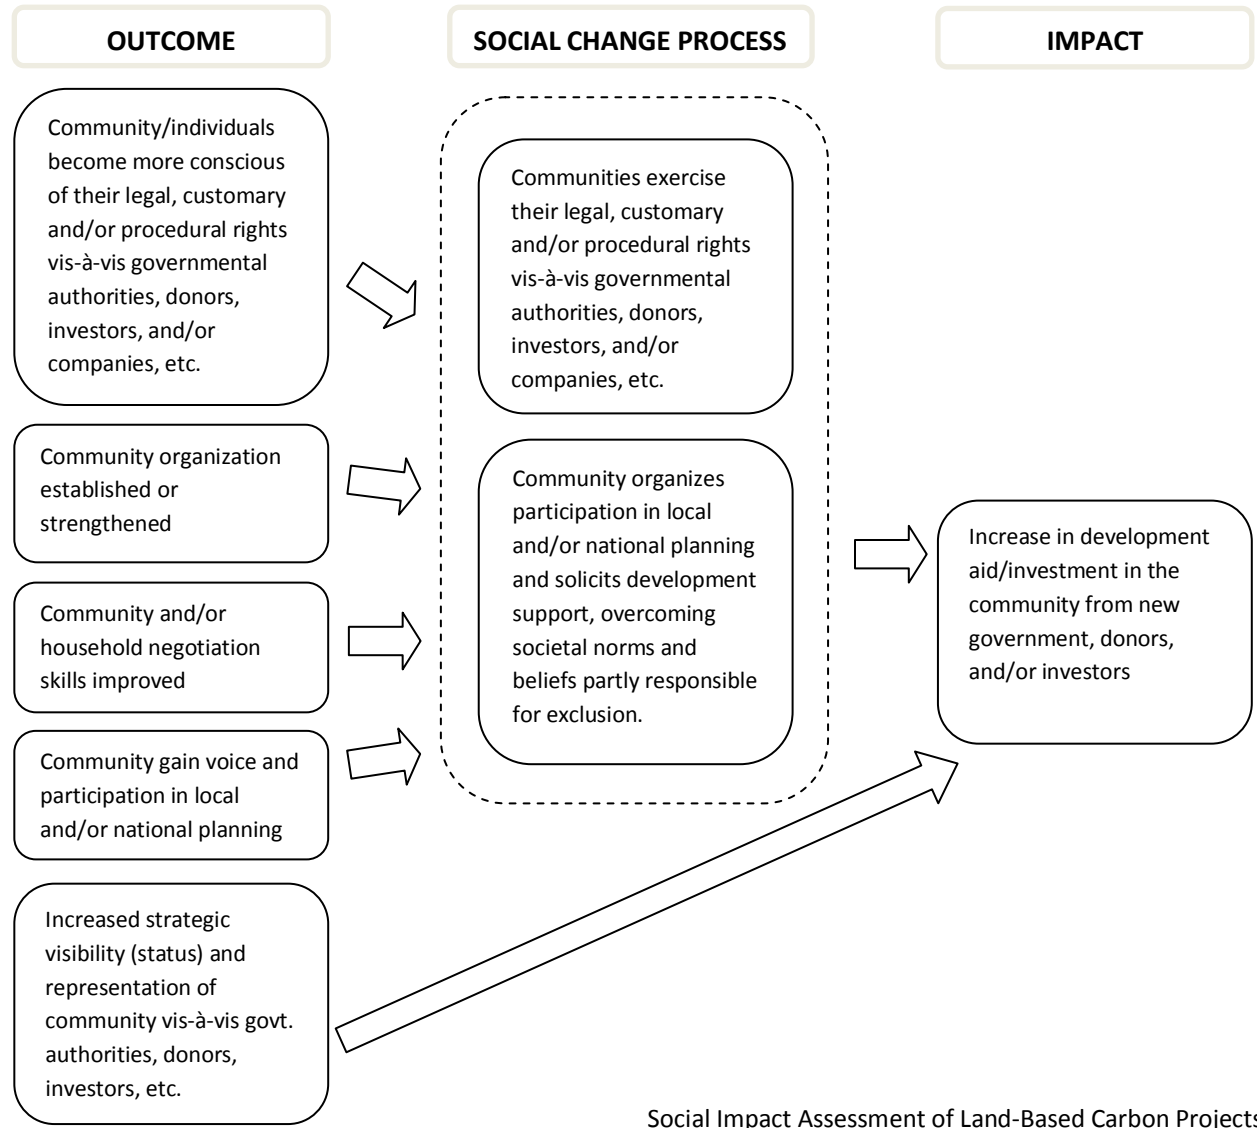 OUTCOME
SOCIAL CHANGE PROCESS
IMPACT
Community/individuals
become more conscious
of their legal, customary
and/or procedural rights
vis-à-vis governmental
authorities, donors,
investors, and/or
companies, etc.
Community organization
established or
strengthened
Community and/or
household negotiation
skills improved
Community gain voice and
participation in local
and/or national planning
Increased strategic
visibility (status) and
representation of
community vis-à-vis govt.
authorities, donors,
investors, etc.
Communities exercise
their legal, customary
and/or procedural rights
vis-à-vis governmental
authorities, donors,
investors, and/or
companies, etc.
Community organizes
participation in local
and/or national planning
and solicits development
support, overcoming
societal norms and
beliefs partly responsible
for exclusion.
Increase in development
aid/investment in the
community from new
government, donors,
and/or investors
Social Impact Assessment of Land-Based Carbon Projects